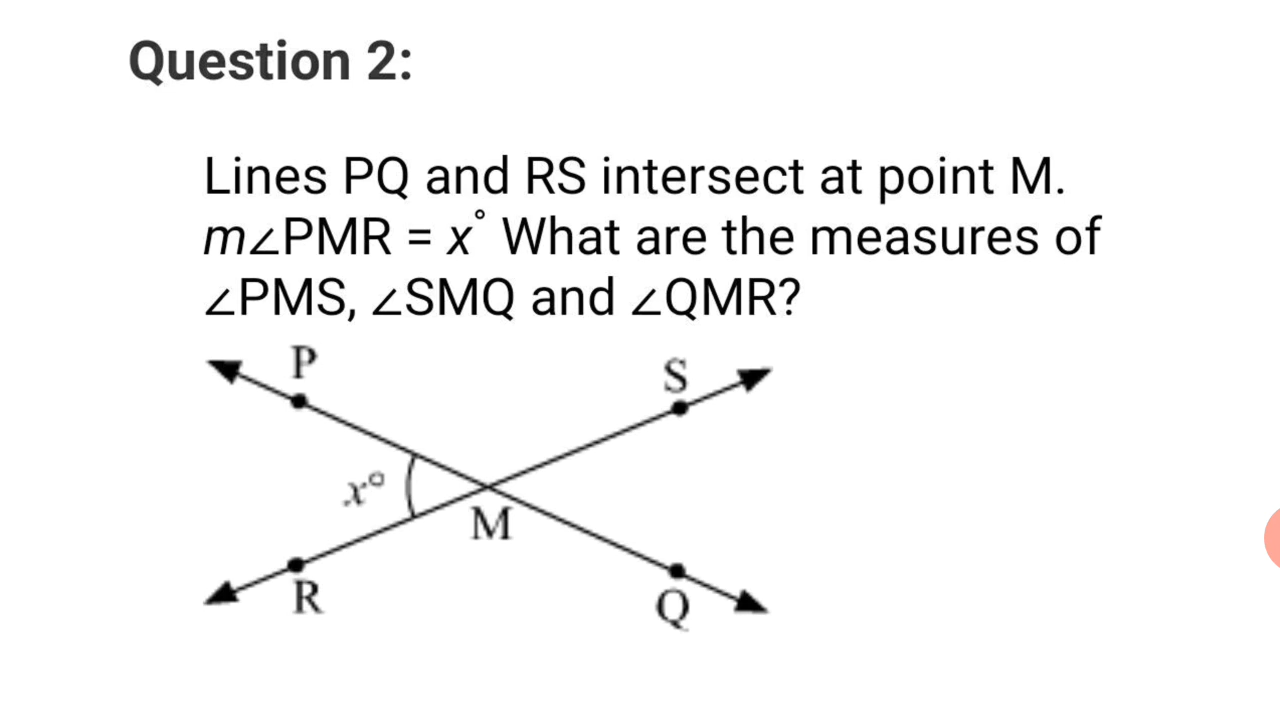 Question 2:
Lines PQ and RS intersect at point M.
m∠PMR = x° What are the measures of
∠PMS, ∠SMQ and ∠QMR?
P
S
x°
M
R
Q